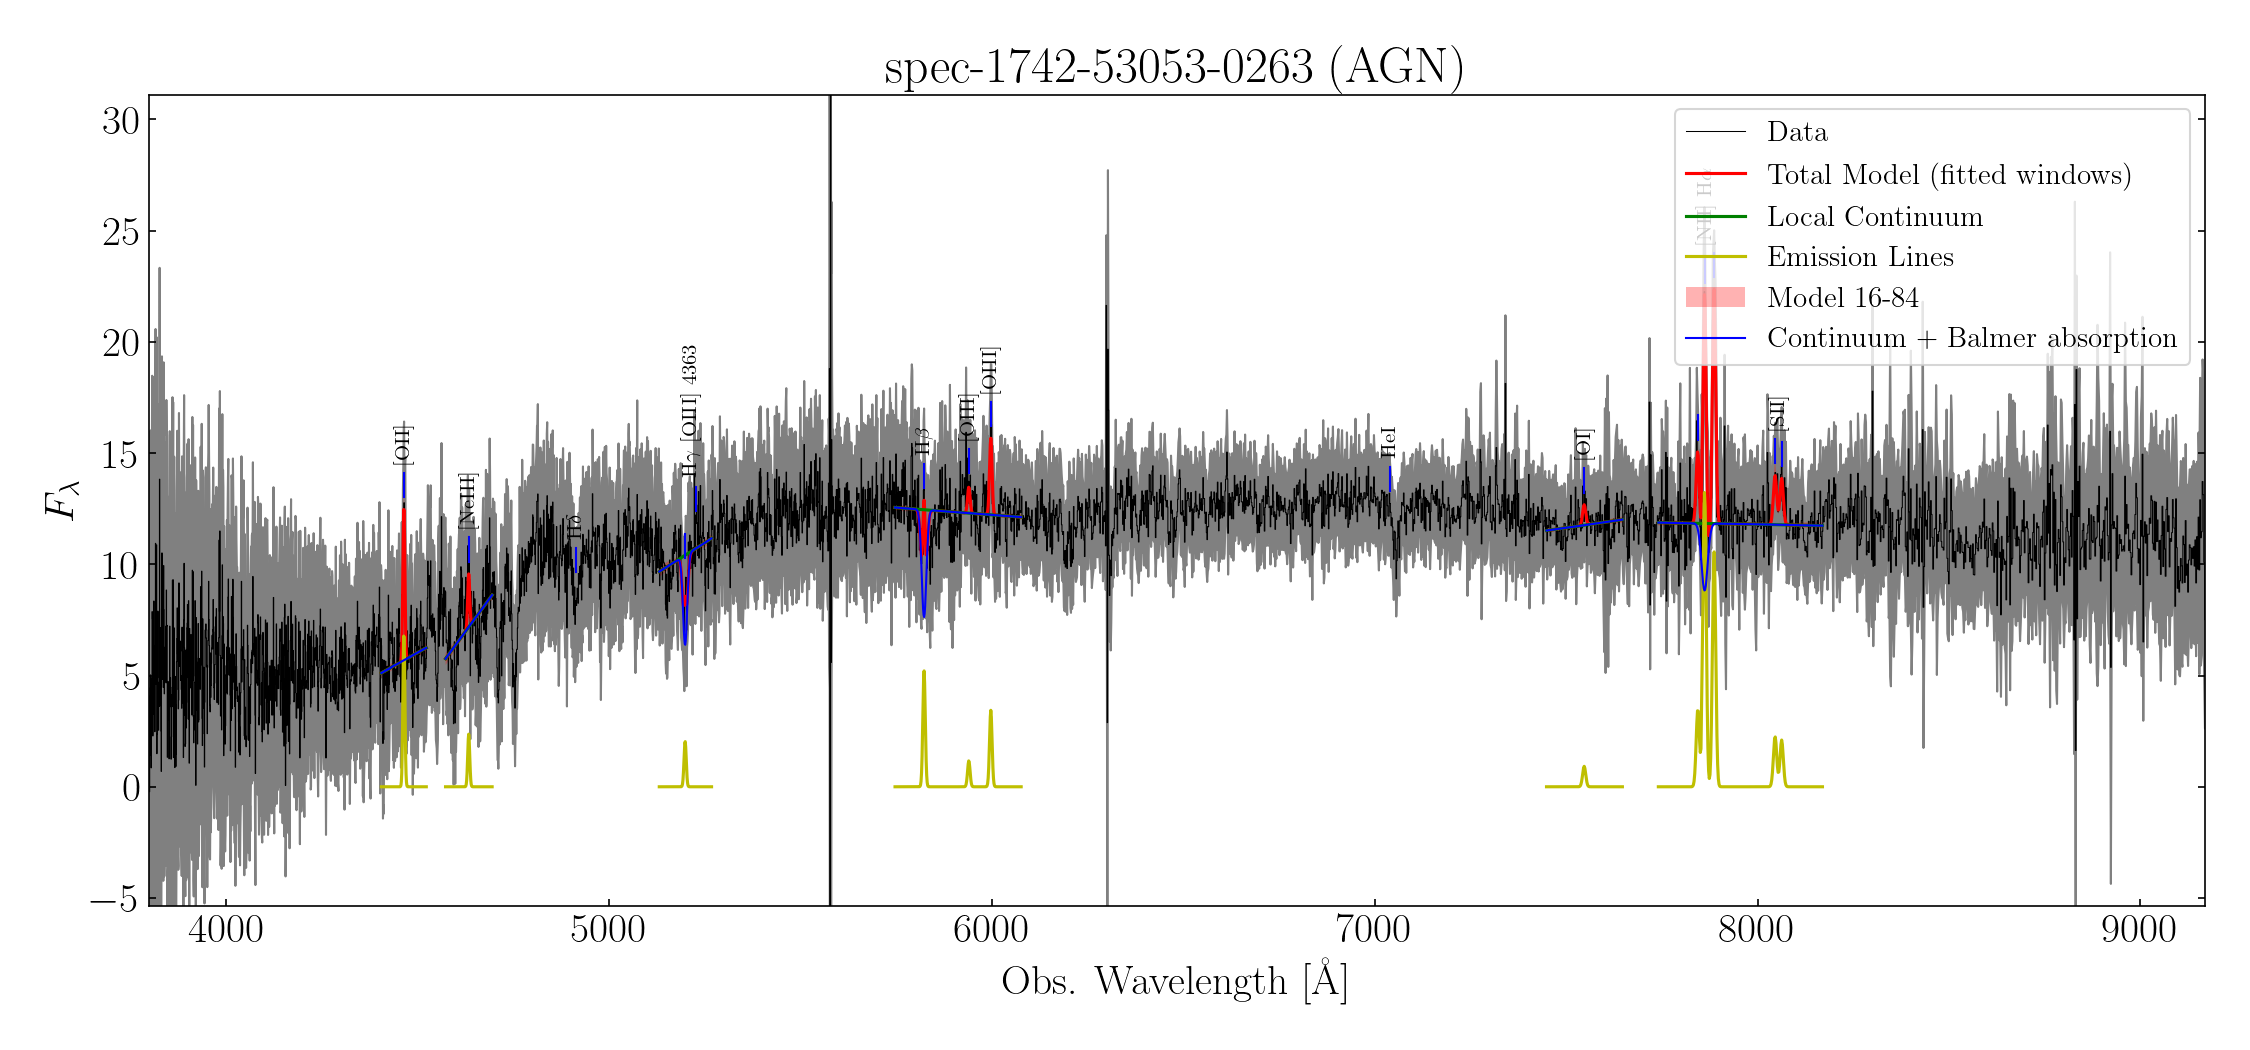 spec-1742-53053-0263 (AGN)
30
25
20
15
10
5
0
−5
F_λ
4000
5000
6000
7000
8000
9000
Obs. Wavelength [Å]
[OII]
[NeIII]
Hδ
Hγ
[OIII] 4363
Hβ
[OIII]
[OIII]
HeI
[OI]
[NII]
Hα
[SII]
Data
Total Model (fitted windows)
Local Continuum
Emission Lines
Model 16-84
Continuum + Balmer absorption